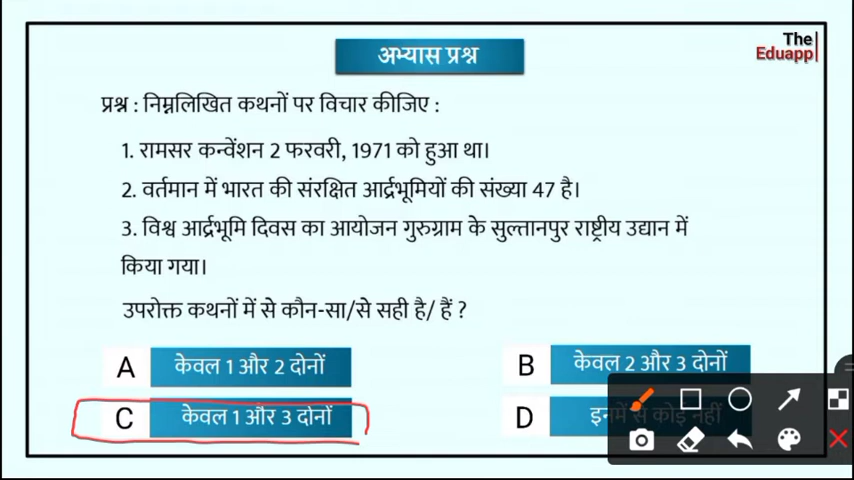 The
Eduapp
अभ्यास प्रश्न
प्रश्न : निम्नलिखित कथनों पर विचार कीजिए :
1. रामसर कन्वेंशन 2 फरवरी, 1971 को हुआ था।
2. वर्तमान में भारत की संरक्षित आर्द्रभूमियों की संख्या 47 है।
3. विश्व आर्द्रभूमि दिवस का आयोजन गुरुग्राम के सुल्तानपुर राष्ट्रीय उद्यान में
किया गया।
उपरोक्त कथनों में से कौन-सा/से सही है/ हैं ?
A केवल 1 और 2 दोनों
B केवल 2 और 3 दोनों
C केवल 1 और 3 दोनों
D इनमें से कोई नहीं